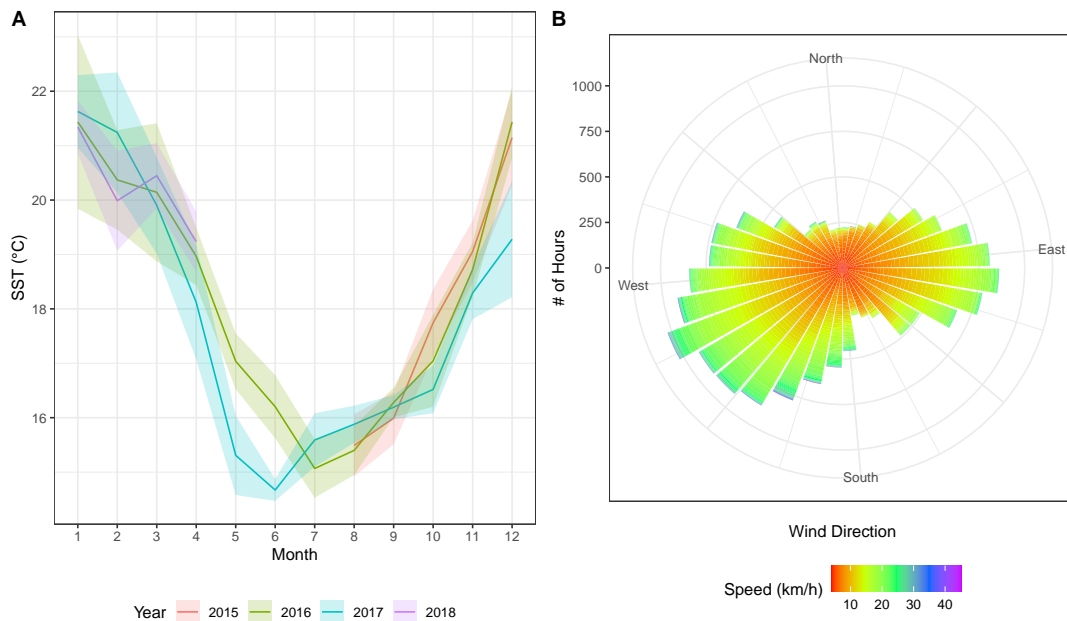 A
SST (°C)
22
20
18
16
1 2 3 4 5 6 7 8 9 10 11 12
Month
Year 2015 2016 2017 2018
B
# of Hours
1000
750
500
250
0
North
East
South
West
Wind Direction
Speed (km/h)
10 20 30 40